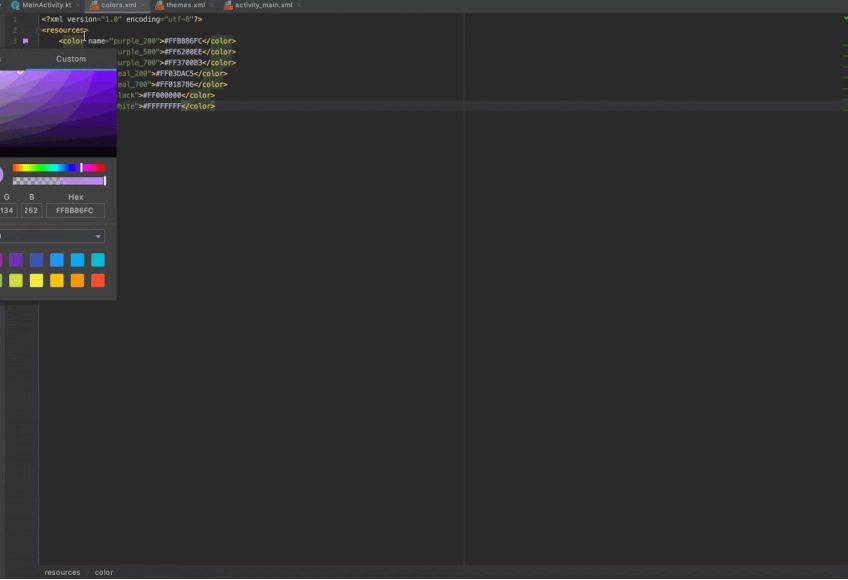 MainActivity.kt colors.xml themes.xml activity_main.xml
1 <?xml version="1.0" encoding="utf-8"?>
2 <resources>
3 <color name="purple_200">#FFBB86FC</color>
urple_500">#FF6200EE</color>
urple_700">#FF3700B3</color>
eal_200">#FF03DAC5</color>
eal_700">#FF018786</color>
lack">#FF000000</color>
hite">#FFFFFFFF</color>
Custom
G B Hex
134 252 FFBB86FC
resources color